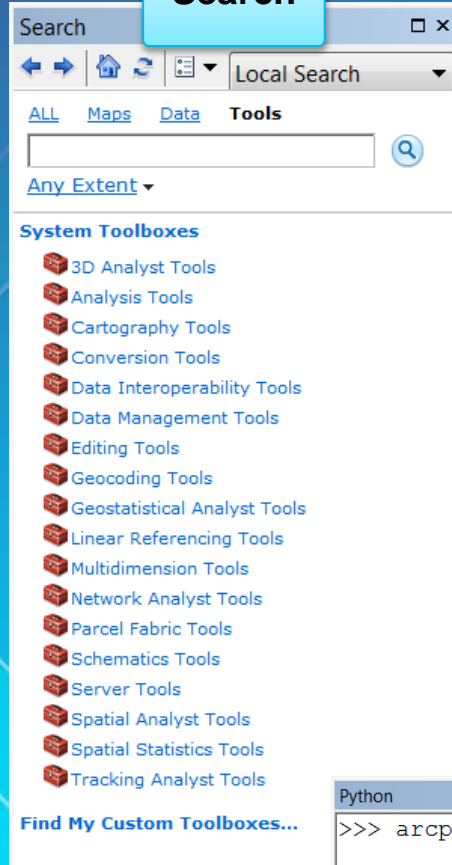 Search
Search
Local Search
ALL Maps Data Tools
Any Extent
System Toolboxes
3D Analyst Tools
Analysis Tools
Cartography Tools
Conversion Tools
Data Interoperability Tools
Data Management Tools
Editing Tools
Geocoding Tools
Geostatistical Analyst Tools
Linear Referencing Tools
Multidimension Tools
Network Analyst Tools
Parcel Fabric Tools
Schematics Tools
Server Tools
Spatial Analyst Tools
Spatial Statistics Tools
Tracking Analyst Tools
Find My Custom Toolboxes...
Python
>>> arcp